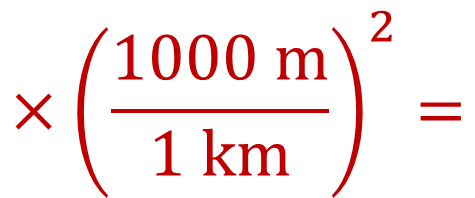 × (1000 m / 1 km)² =